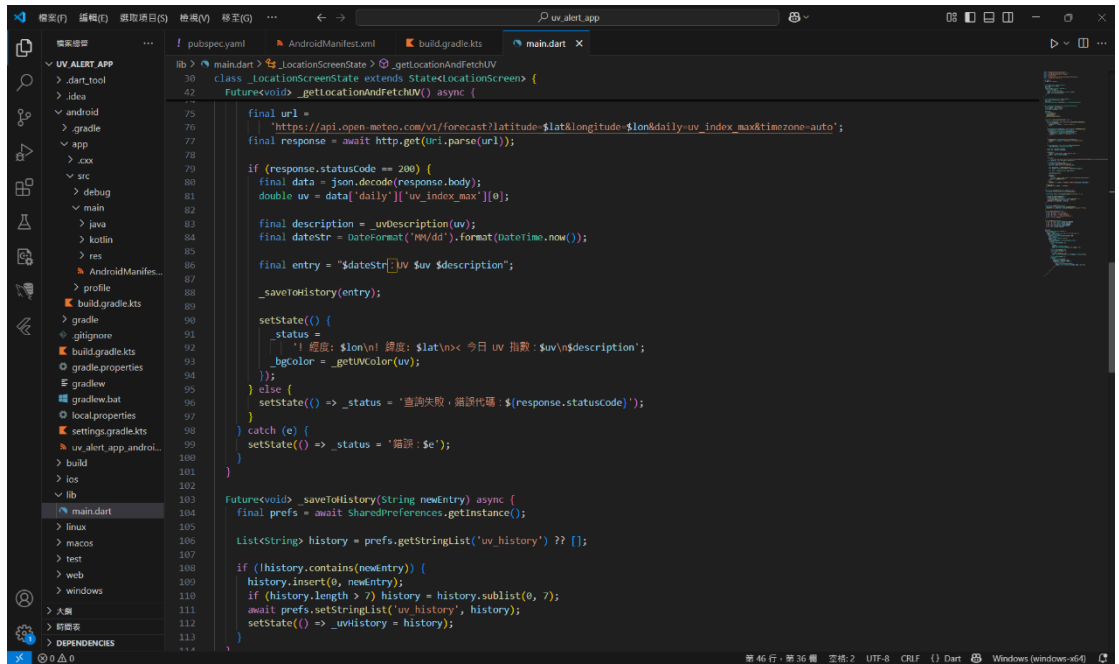 檔案(F) 編輯(E) 選取項目(S) 檢視(V) 移至(G) ··· ← → uv_alert_app
檔案總管 ···
UV_ALERT_APP
> .dart_tool
> .idea
android
> .gradle
app
> .cxx
src
> debug
main
> java
> kotlin
> res
AndroidManifes...
> profile
build.gradle.kts
> gradle
.gitignore
build.gradle.kts
gradle.properties
gradlew
gradlew.bat
local.properties
settings.gradle.kts
uv_alert_app_androi...
> build
> ios
lib
main.dart
> linux
> macos
> test
> web
> windows
> 大綱
> 時間表
> DEPENDENCIES
! pubspec.yaml AndroidManifest.xml build.gradle.kts main.dart ×
lib > main.dart > _LocationScreenState > _getLocationAndFetchUV
30 class _LocationScreenState extends State<LocationScreen> {
42 Future<void> _getLocationAndFetchUV() async {
75 final url =
76 'https://api.open-meteo.com/v1/forecast?latitude=$lat&longitude=$lon&daily=uv_index_max&timezone=auto';
77 final response = await http.get(Uri.parse(url));
78
79 if (response.statusCode == 200) {
80 final data = json.decode(response.body);
81 double uv = data['daily']['uv_index_max'][0];
82
83 final description = _uvDescription(uv);
84 final dateStr = DateFormat('MM/dd').format(DateTime.now());
85
86 final entry = "$dateStr：UV $uv $description";
87
88 _saveToHistory(entry);
89
90 setState(() {
91 _status =
92 '! 經度: $lon\n! 緯度: $lat\n>< 今日 UV 指數：$uv\n$description';
93 _bgColor = _getUVColor(uv);
94 });
95 } else {
96 setState(() => _status = '查詢失敗，錯誤代碼：${response.statusCode}');
97 }
98 } catch (e) {
99 setState(() => _status = '錯誤：$e');
100 }
101 }
102
103 Future<void> _saveToHistory(String newEntry) async {
104 final prefs = await SharedPreferences.getInstance();
105
106 List<String> history = prefs.getStringList('uv_history') ?? [];
107
108 if (!history.contains(newEntry)) {
109 history.insert(0, newEntry);
110 if (history.length > 7) history = history.sublist(0, 7);
111 await prefs.setStringList('uv_history', history);
112 setState(() => _uvHistory = history);
113 }
0 0 第 46 行，第 36 欄 空格: 2 UTF-8 CRLF {} Dart Windows (windows-x64)